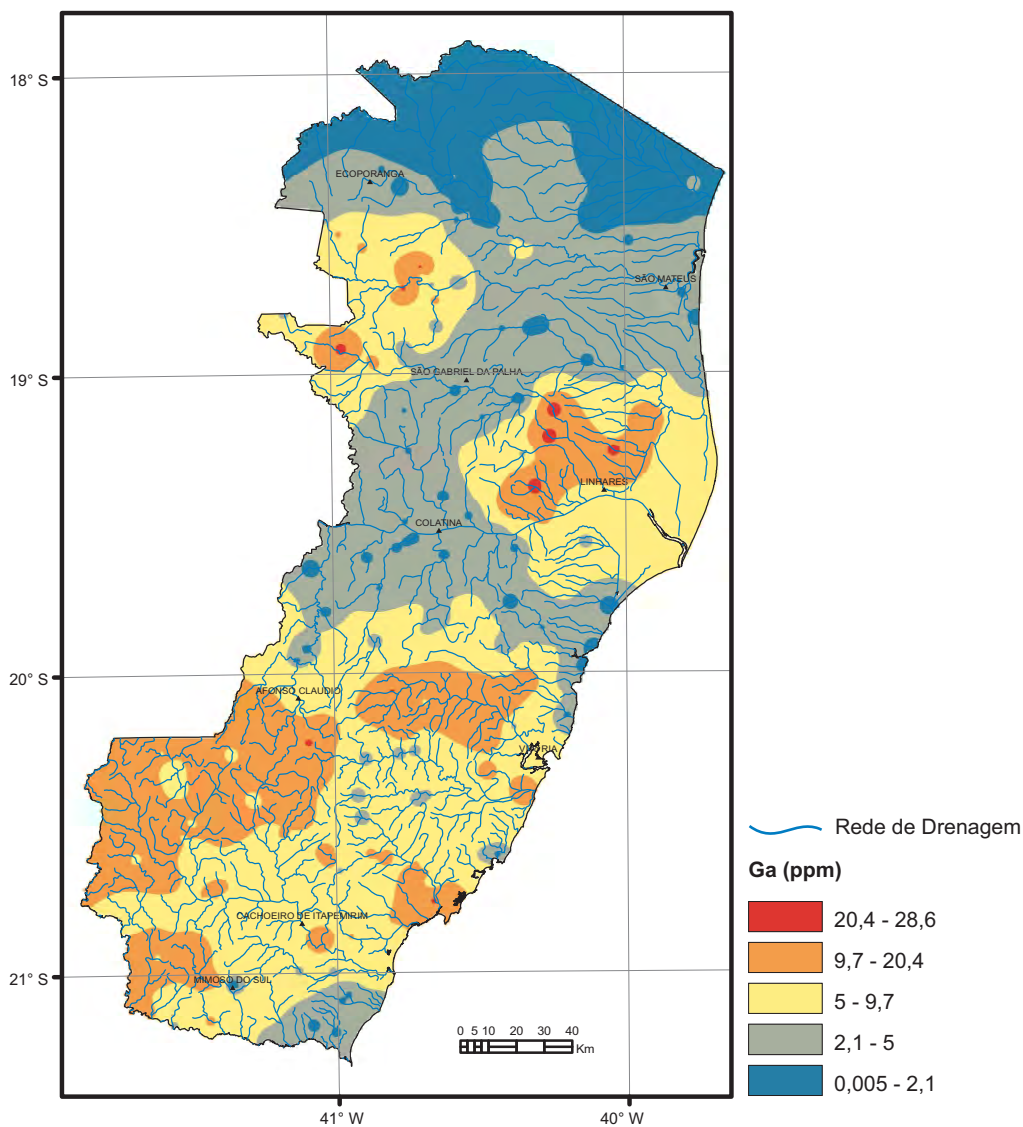 18° S
ECOPORANGA
SÃO MATEUS
19° S
SÃO GABRIEL DA PALHA
LINHARES
COLATINA
20° S
AFONSO CLAUDIO
VITÓRIA
CACHOEIRO DE ITAPEMIRIM
21° S
MIMOSO DO SUL
0 5 10 20 30 40
Km
41° W
40° W
Rede de Drenagem
Ga (ppm)
20,4 - 28,6
9,7 - 20,4
5 - 9,7
2,1 - 5
0,005 - 2,1